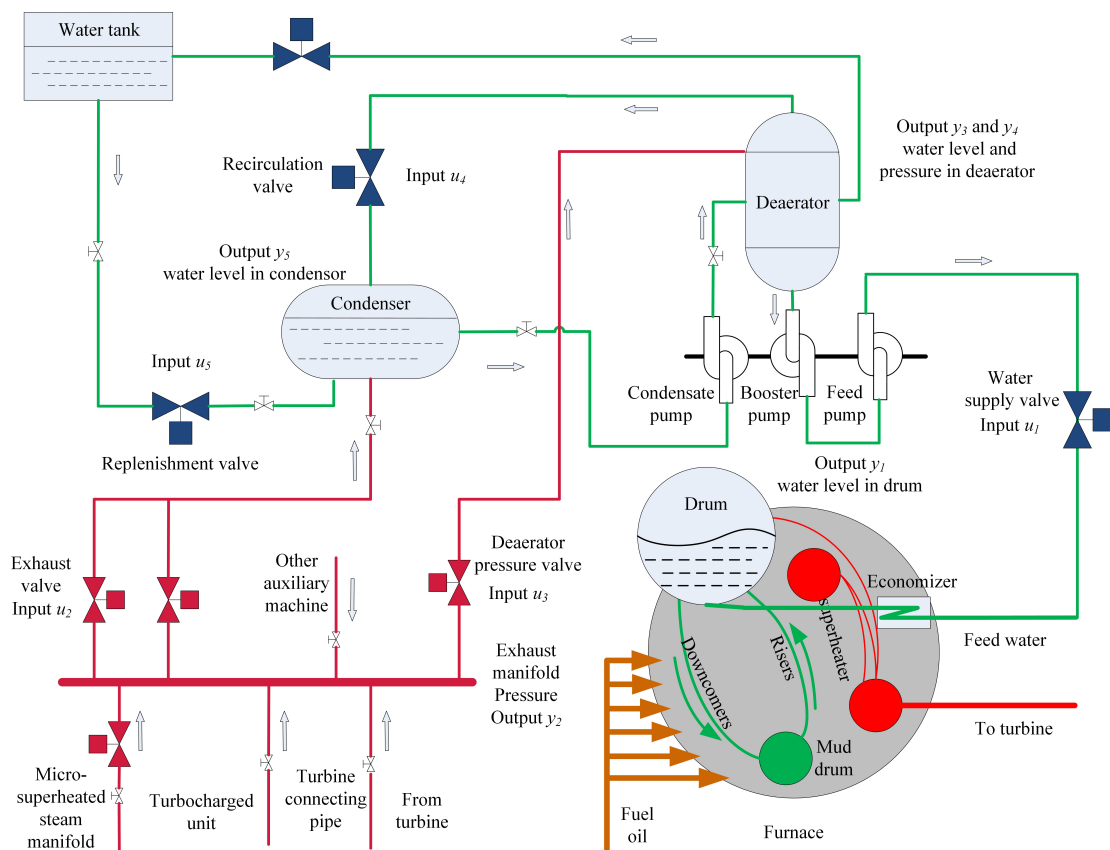 Water tank
Recirculation
valve
Input u4
Output y3 and y4
water level and
pressure in deaerator
Deaerator
Output y5
water level in condensor
Condenser
Input u5
Replenishment valve
Condensate
pump
Booster
pump
Feed
pump
Water
supply valve
Input u1
Output y1
water level in drum
Drum
Exhaust
valve
Input u2
Other
auxiliary
machine
Deaerator
pressure valve
Input u3
Economizer
Feed water
superheater
Risers
Downcomers
Exhaust
manifold
Pressure
Output y2
To turbine
Mud
drum
Micro-
superheated
steam
manifold
Turbocharged
unit
Turbine
connecting
pipe
From
turbine
Fuel
oil
Furnace